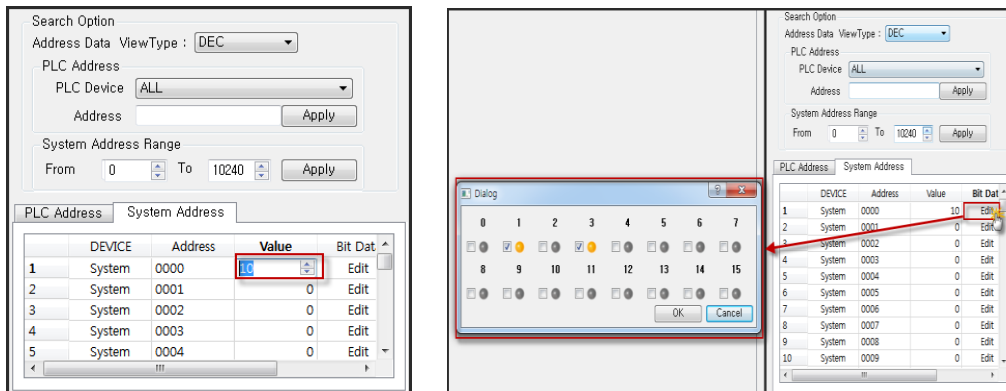 Search Option
Address Data ViewType : DEC
PLC Address
PLC Device ALL
Address Apply
System Address Range
From 0 To 10240 Apply
PLC Address System Address
DEVICE Address Value Bit Dat
1 System 0000 10 Edit
2 System 0001 0 Edit
3 System 0002 0 Edit
4 System 0003 0 Edit
5 System 0004 0 Edit
Dialog
0 1 2 3 4 5 6 7
8 9 10 11 12 13 14 15
OK Cancel
Search Option
Address Data ViewType : DEC
PLC Address
PLC Device ALL
Address Apply
System Address Range
From 0 To 10240 Apply
PLC Address System Address
DEVICE Address Value Bit Dat
1 System 0000 10 Edit
2 System 0001 0 Edit
3 System 0002 0 Edit
4 System 0003 0 Edit
5 System 0004 0 Edit
6 System 0005 0 Edit
7 System 0006 0 Edit
8 System 0007 0 Edit
9 System 0008 0 Edit
10 System 0009 0 Edit